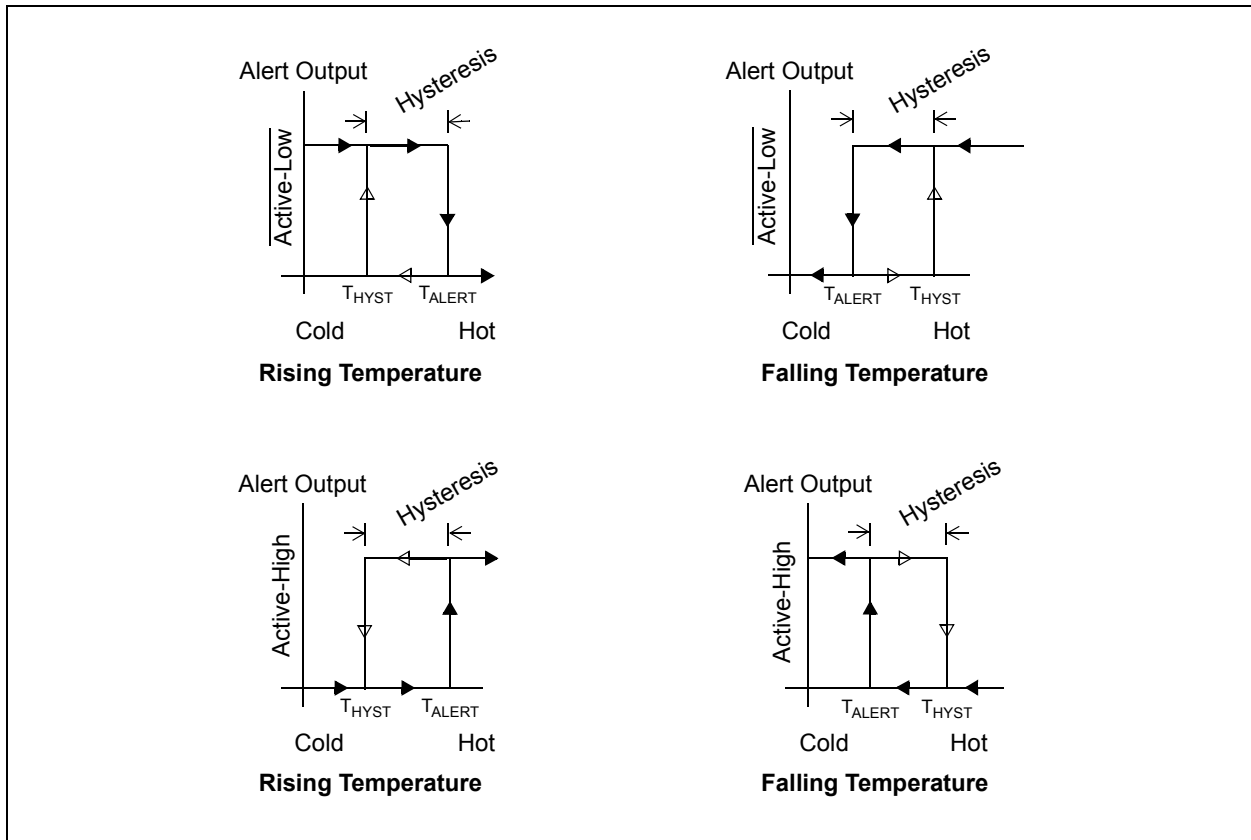 Alert Output
Hysteresis
Active-Low
THYST TALERT
Cold Hot
Rising Temperature
Alert Output
Hysteresis
Active-Low
TALERT THYST
Cold Hot
Falling Temperature
Alert Output
Hysteresis
Active-High
THYST TALERT
Cold Hot
Rising Temperature
Alert Output
Hysteresis
Active-High
TALERT THYST
Cold Hot
Falling Temperature